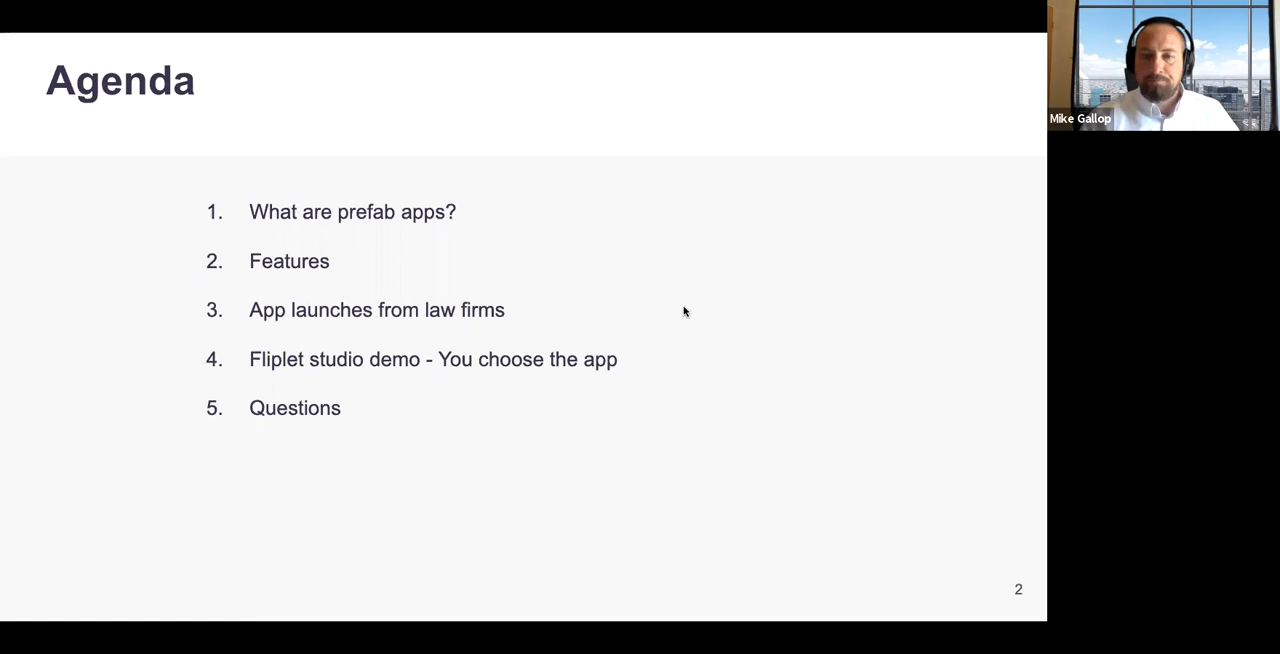 Agenda
1. What are prefab apps?
2. Features
3. App launches from law firms
4. Fliplet studio demo - You choose the app
5. Questions
2
Mike Gallop